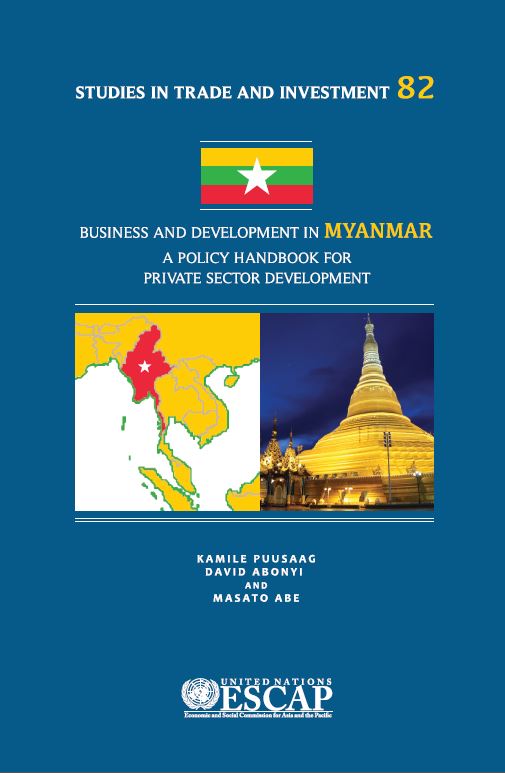 STUDIES IN TRADE AND INVESTMENT 82
BUSINESS AND DEVELOPMENT IN MYANMAR
A POLICY HANDBOOK FOR
PRIVATE SECTOR DEVELOPMENT
KAMILE PUUSAAG
DAVID ABONYI
AND
MASATO ABE
UNITED NATIONS
ESCAP
Economic and Social Commission for Asia and the Pacific